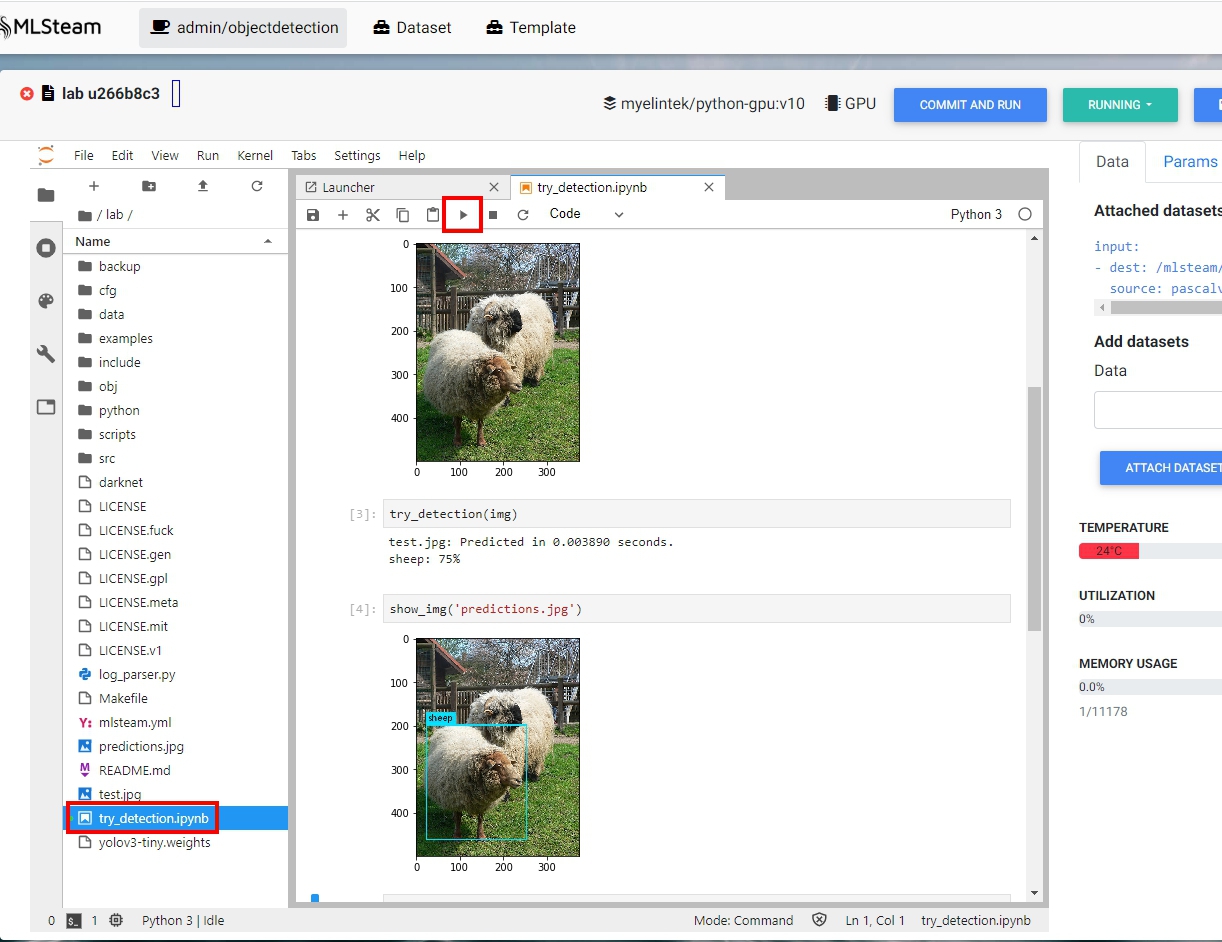 MLSteam admin/objectdetection Dataset Template
lab u266b8c3
myelintek/python-gpu:v10 GPU COMMIT AND RUN RUNNING
File Edit View Run Kernel Tabs Settings Help
Data Params
Launcher
try_detection.ipynb
/ lab /
Code
Python 3
Name
backup
cfg
data
examples
include
obj
python
scripts
src
darknet
LICENSE
LICENSE.fuck
LICENSE.gen
LICENSE.gpl
LICENSE.meta
LICENSE.mit
LICENSE.v1
log_parser.py
Makefile
Y: mlsteam.yml
predictions.jpg
M README.md
test.jpg
try_detection.ipynb
yolov3-tiny.weights
0
100
200
300
400
0 100 200 300
[3]: try_detection(img)
test.jpg: Predicted in 0.003890 seconds.
sheep: 75%
[4]: show_img('predictions.jpg')
0
100
200
300
400
sheep
0 100 200 300
Attached datasets
input:
- dest: /mlsteam/
source: pascalv
Add datasets
Data
ATTACH DATASET
TEMPERATURE
24°C
UTILIZATION
0%
MEMORY USAGE
0.0%
1/11178
0 $_ 1 Python 3 | Idle
Mode: Command Ln 1, Col 1 try_detection.ipynb